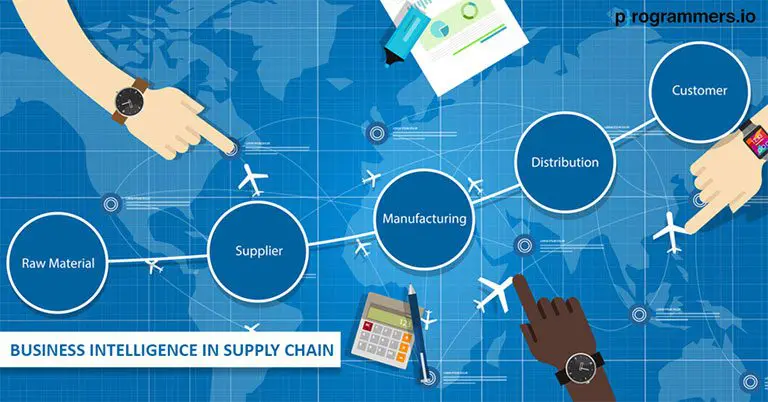 programmers.io
Customer
Distribution
Manufacturing
Supplier
Raw Material
BUSINESS INTELLIGENCE IN SUPPLY CHAIN